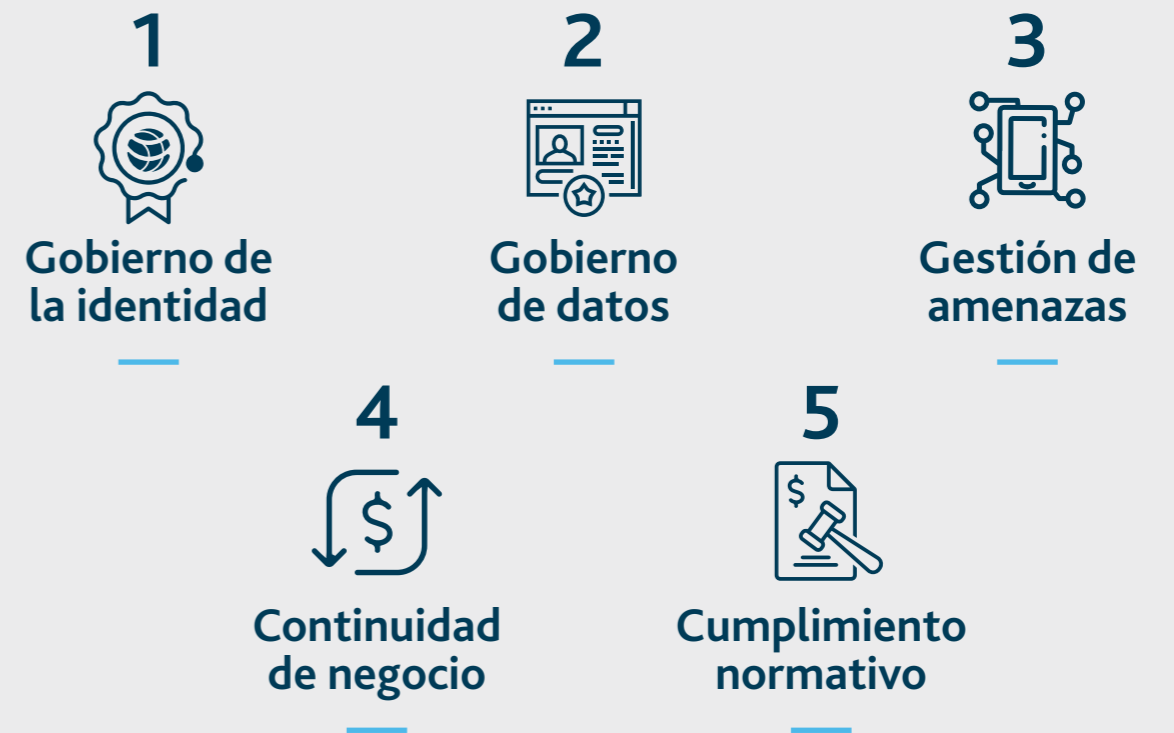 1
Gobierno de
la identidad
2
Gobierno
de datos
3
Gestión de
amenazas
4
$
Continuidad
de negocio
5
$
Cumplimiento
normativo